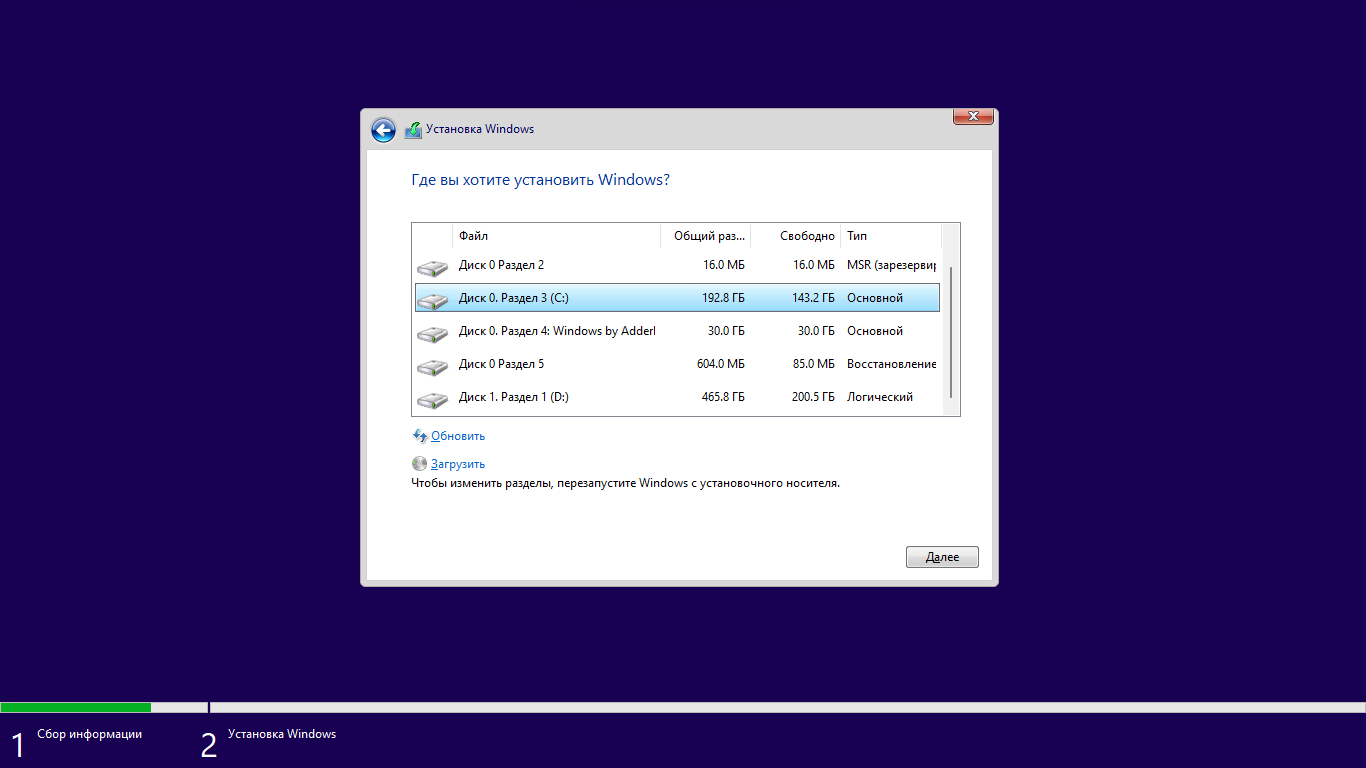 Установка Windows
Где вы хотите установить Windows?
Файл Общий раз... Свободно Тип
Диск 0 Раздел 2 16.0 МБ 16.0 МБ MSR (зарезервир
Диск 0. Раздел 3 (C:) 192.8 ГБ 143.2 ГБ Основной
Диск 0. Раздел 4: Windows by Adderl 30.0 ГБ 30.0 ГБ Основной
Диск 0 Раздел 5 604.0 МБ 85.0 МБ Восстановление
Диск 1. Раздел 1 (D:) 465.8 ГБ 200.5 ГБ Логический
Обновить
Загрузить
Чтобы изменить разделы, перезапустите Windows с установочного носителя.
Далее
1 Сбор информации 2 Установка Windows